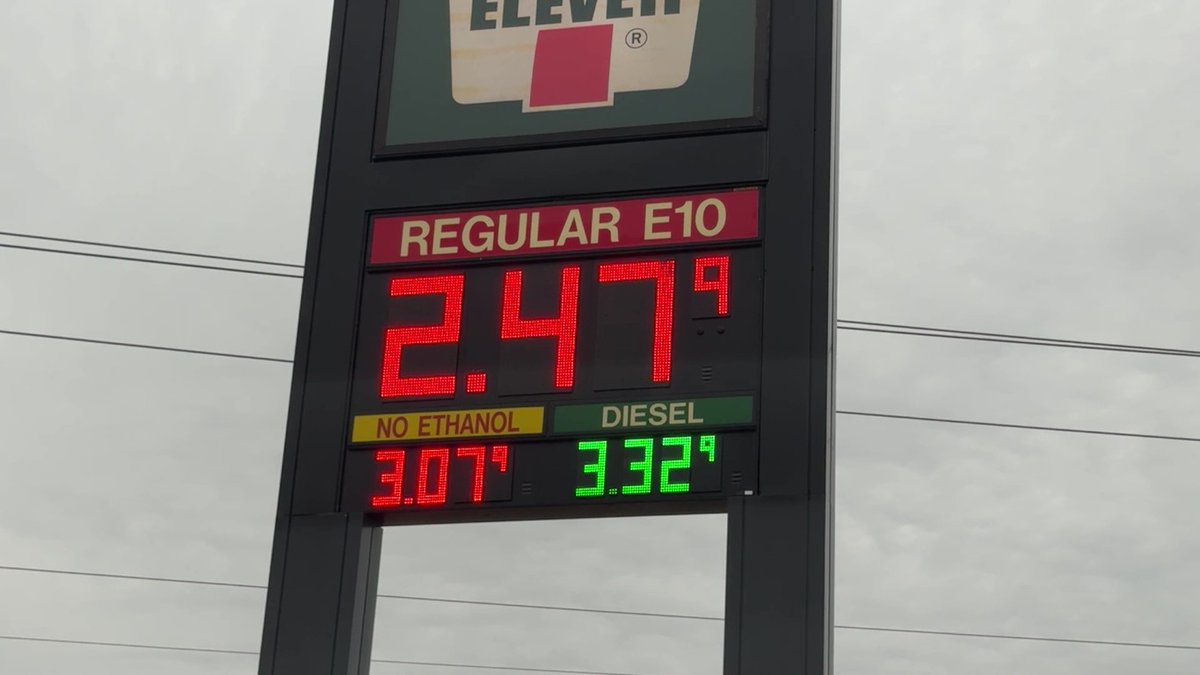 ELEVEN
®
REGULAR E10
2.479
NO ETHANOL DIESEL
3.079 3.329